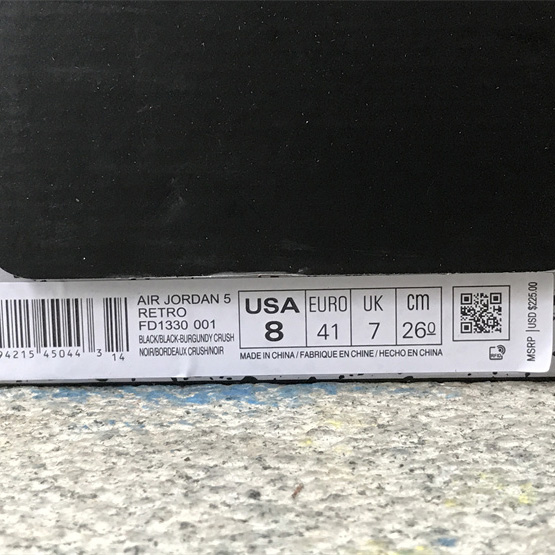 AIR JORDAN 5
RETRO
FD1330 001
BLACK/BLACK-BURGUNDY CRUSH
NOIR/BORDEAUX CRUSH/NOIR
94215 45044 3 14
USA
8
EURO
41
UK
7
cm
26º
MADE IN CHINA / FABRIQUE EN CHINE / HECHO EN CHINA
MSRP USD $225.00